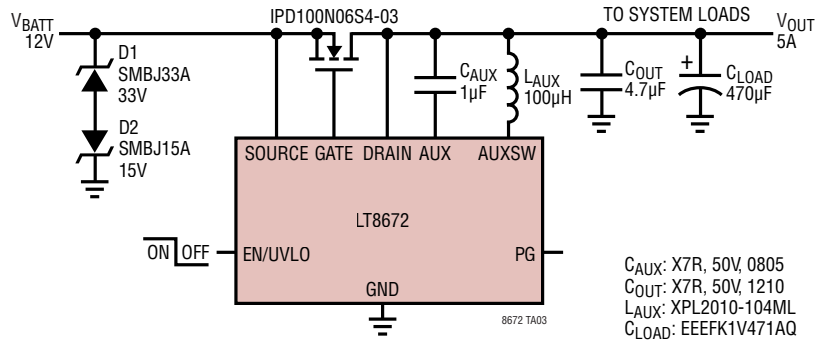 IPD100N06S4-03
TO SYSTEM LOADS
VBATT
12V
VOUT
5A
D1
SMBJ33A
33V
D2
SMBJ15A
15V
CAUX
1µF
LAUX
100µH
COUT
4.7µF
+
CLOAD
470µF
SOURCE GATE DRAIN AUX AUXSW
LT8672
ON OFF
EN/UVLO
PG
GND
8672 TA03
CAUX: X7R, 50V, 0805
COUT: X7R, 50V, 1210
LAUX: XPL2010-104ML
CLOAD: EEEFK1V471AQ